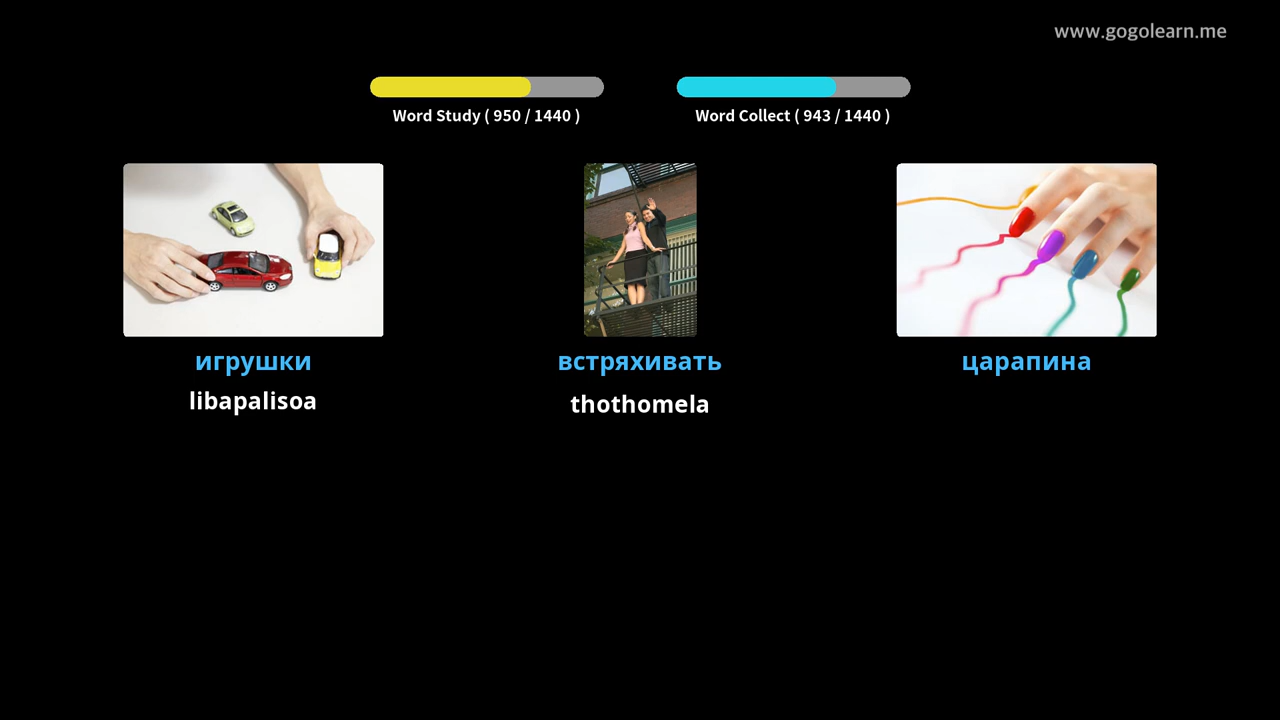 www.gogolearn.me
Word Study ( 950 / 1440 )
Word Collect ( 943 / 1440 )
игрушки
встряхивать
царапина
libapalisoa
thothomela